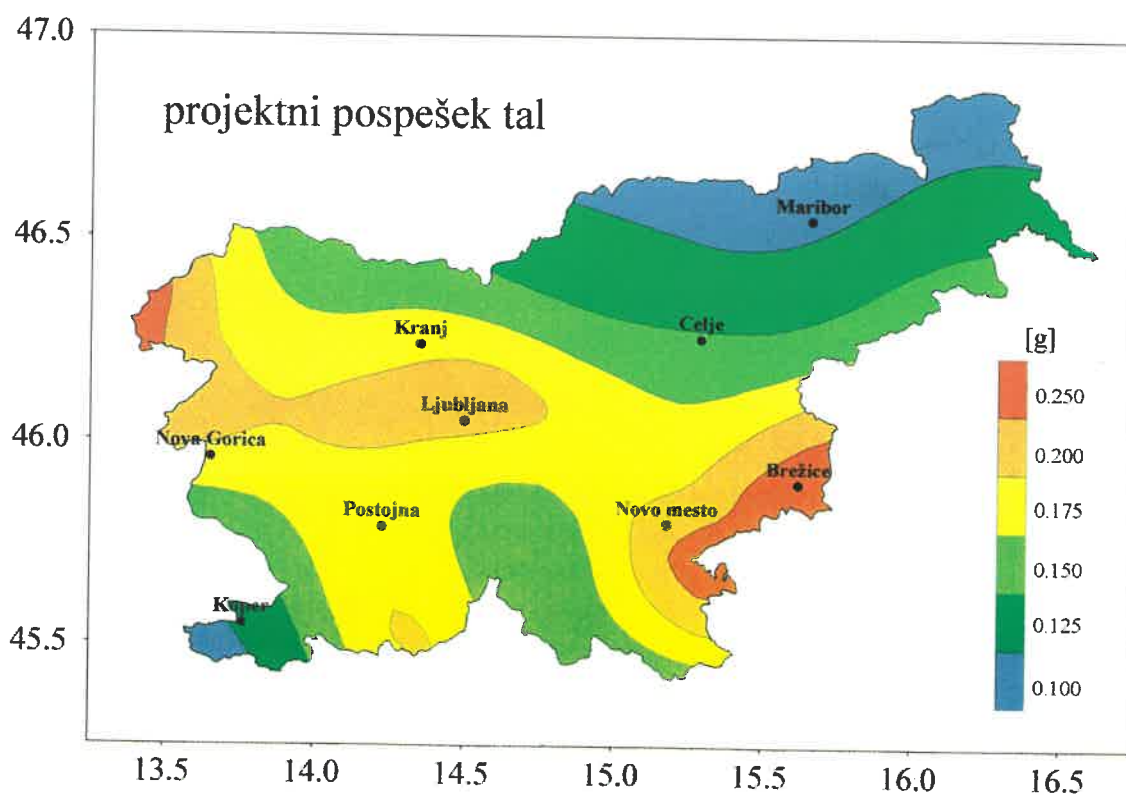 47.0
projektni pospešek tal
Maribor
46.5
Kranj
Celje
[g]
0.250
Ljubljana
46.0
Nova Gorica
0.200
Brežice
Postojna
Novo mesto
0.175
0.150
Koper
45.5
0.125
0.100
13.5 14.0 14.5 15.0 15.5 16.0 16.5